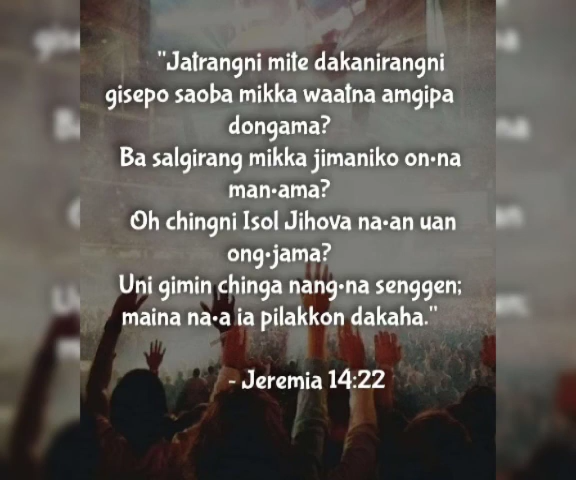 "Jatrangni mite dakanirangni
gisepo saoba mikka waatna amgipa
dongama?
Ba salgirang mikka jimaniko on•na
man•ama?
Oh chingni Isol Jihova na•an uan
ong•jama?
Uni gimin chinga nang•na senggen;
maina na•a ia pilakkon dakaha."
- Jeremia 14:22